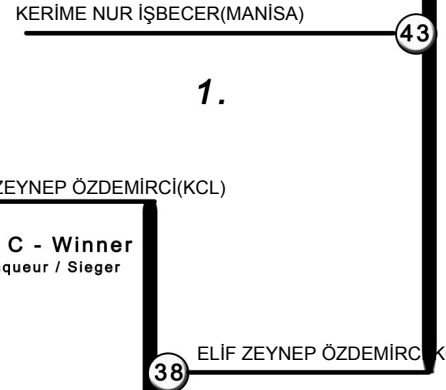 KERİME NUR İŞBECER(MANİSA)
43
1.
ZEYNEP ÖZDEMİRCİ(KCL)
C - Winner
queur / Sieger
ELİF ZEYNEP ÖZDEMİRC
38